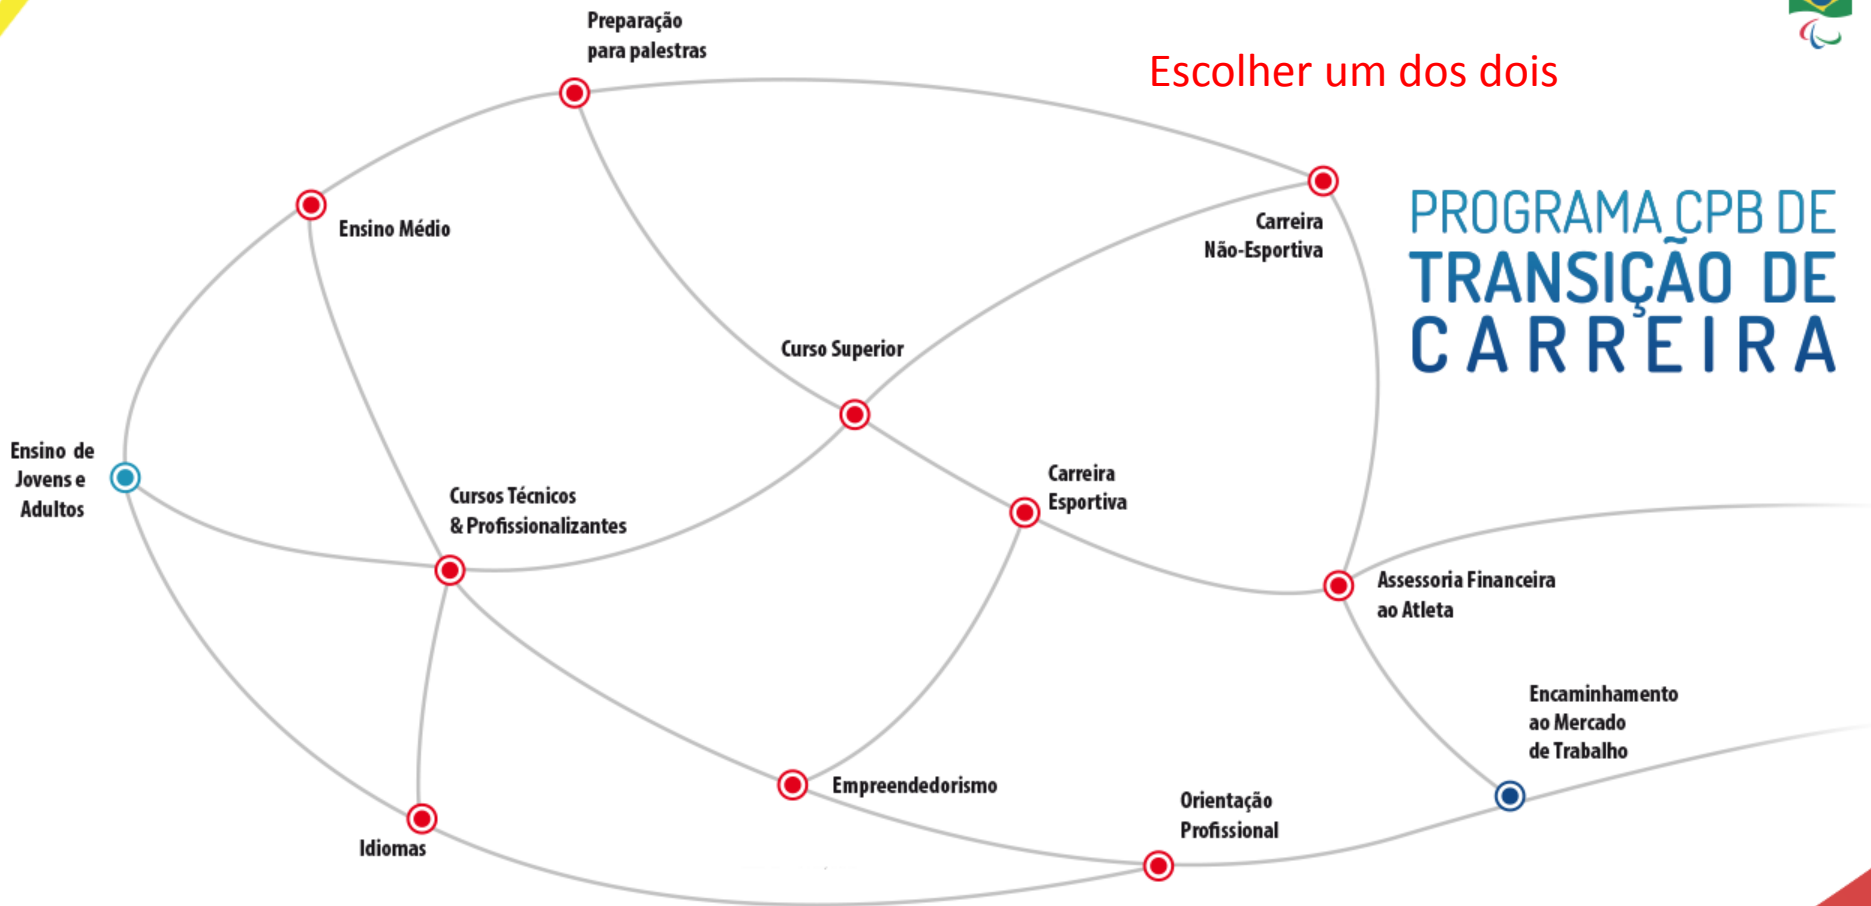 Preparação
para palestras
Escolher um dos dois
Ensino Médio
Carreira
Não-Esportiva
PROGRAMA CPB DE
TRANSIÇÃO DE
CARREIRA
Curso Superior
Ensino de
Jovens e
Adultos
Cursos Técnicos
& Profissionalizantes
Carreira
Esportiva
Assessoria Financeira
ao Atleta
Encaminhamento
ao Mercado
de Trabalho
Empreendedorismo
Orientação
Profissional
Idiomas